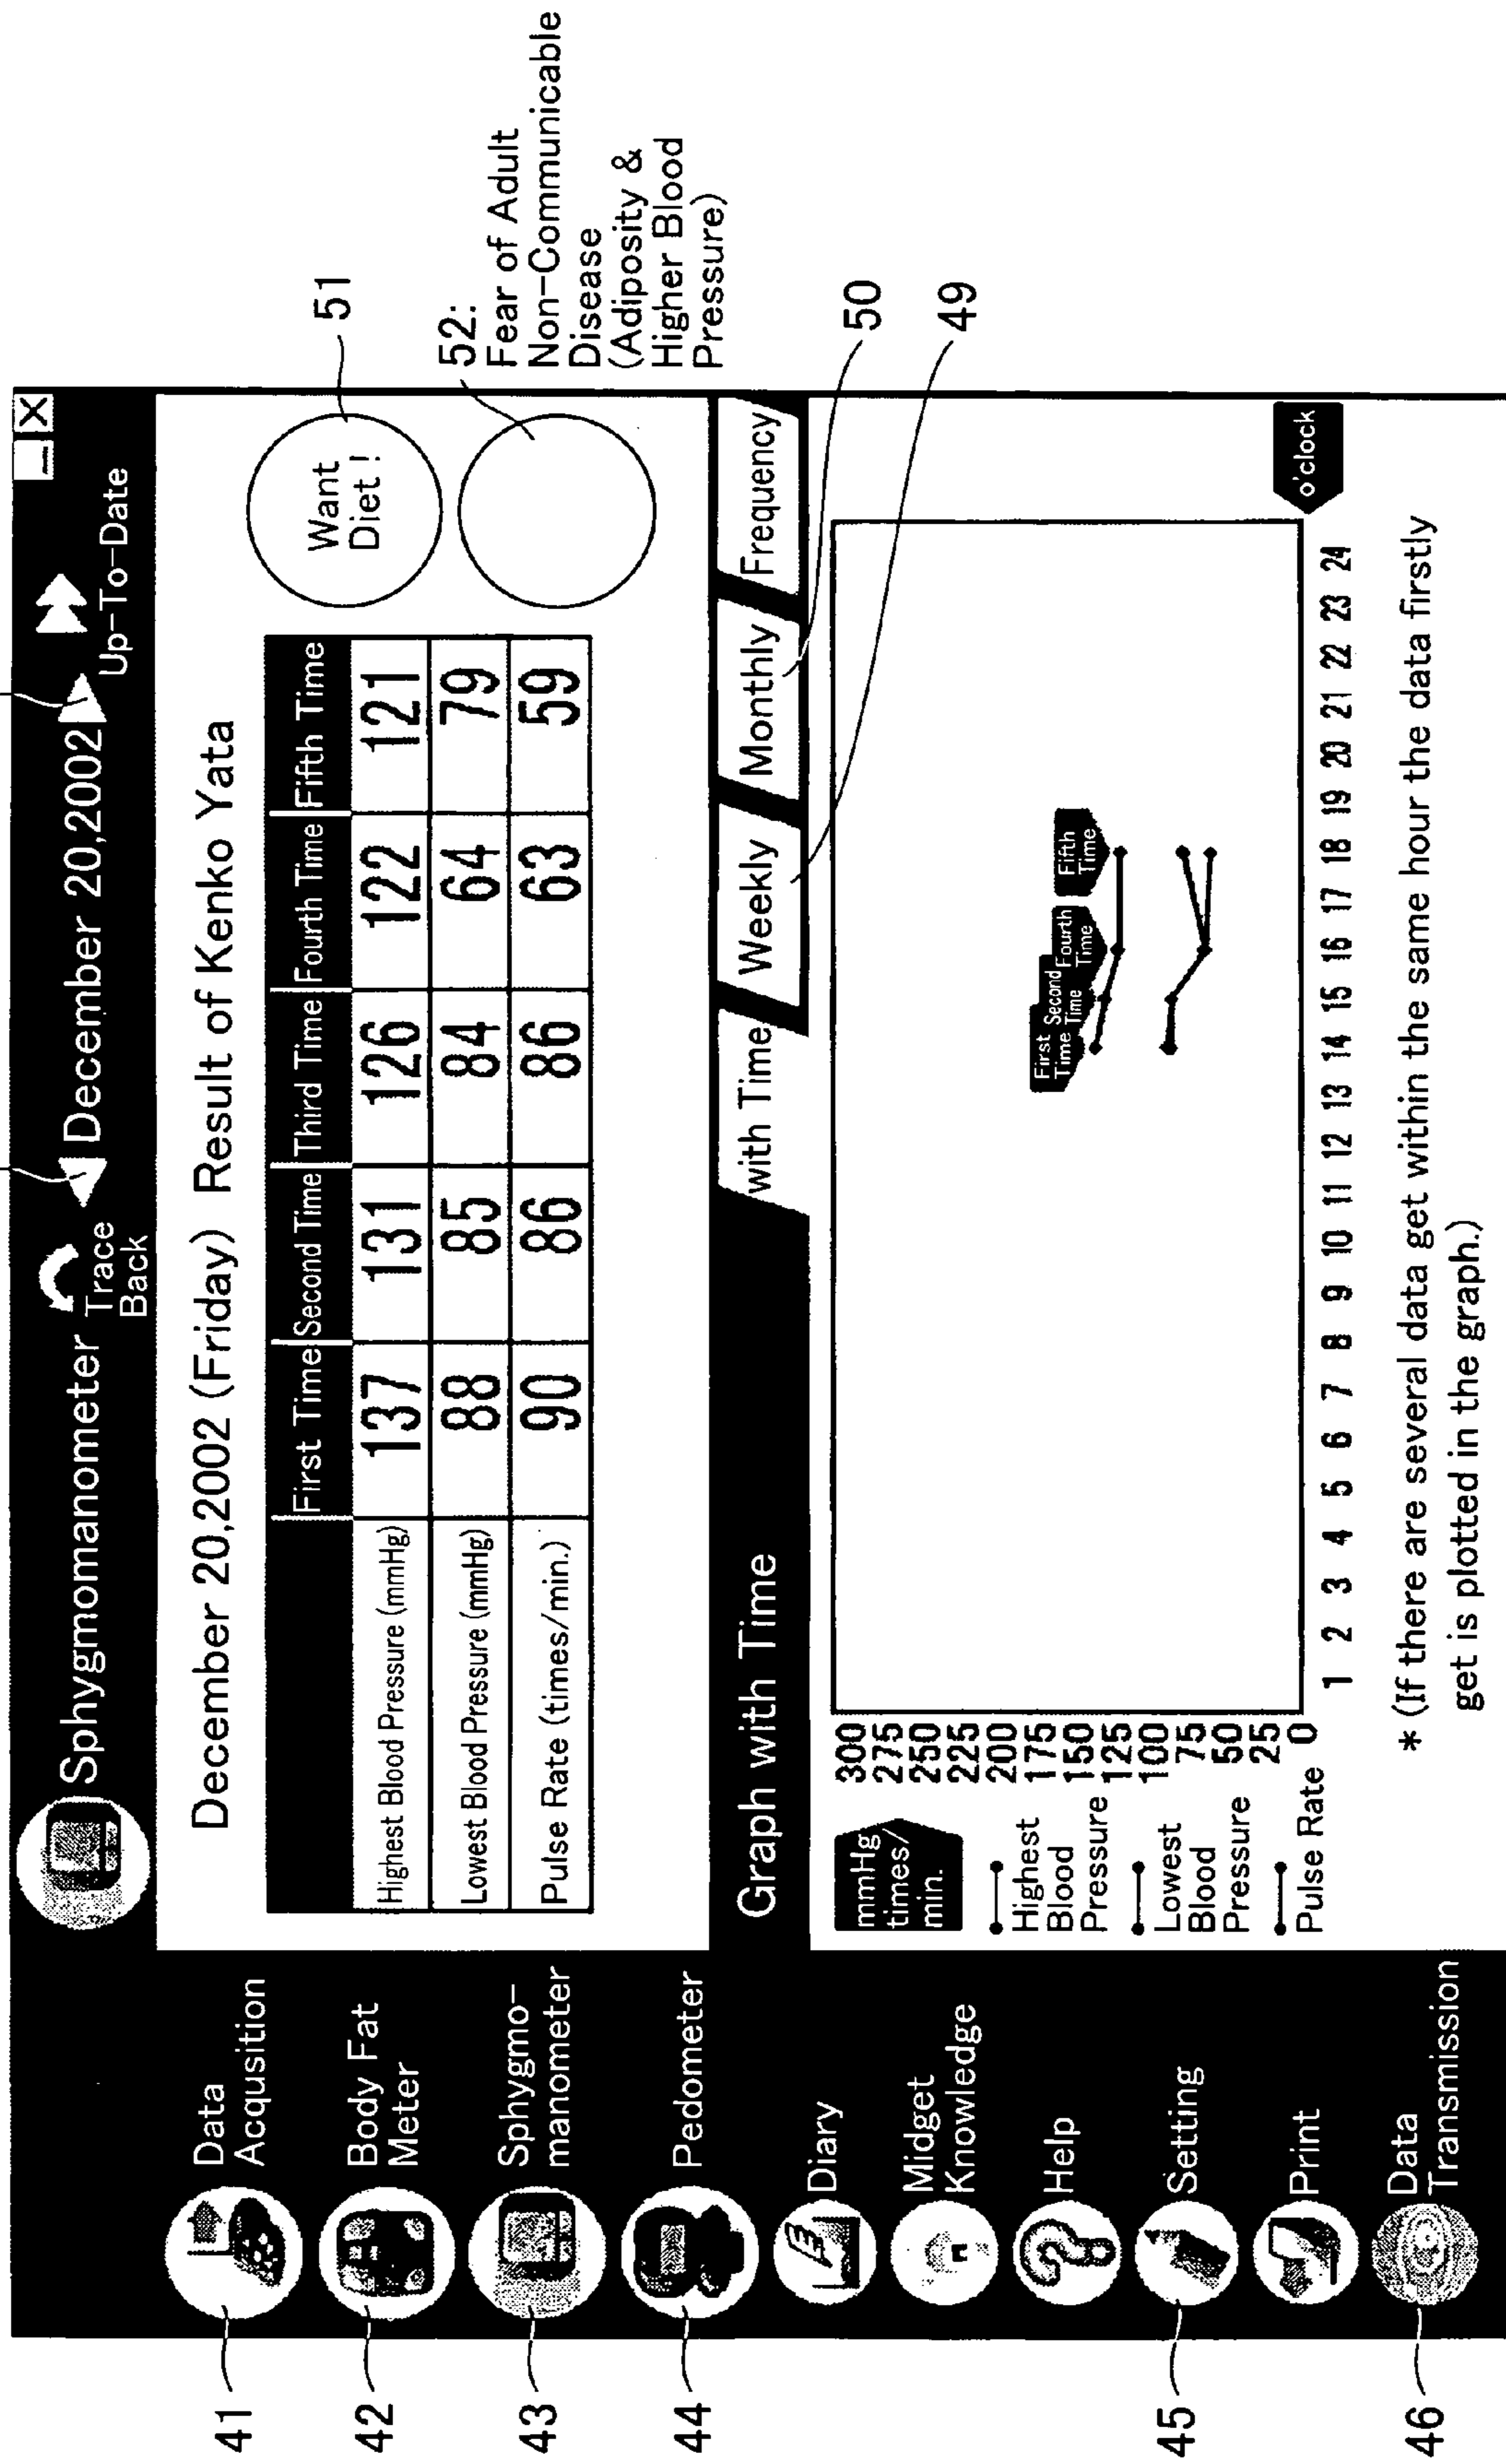 Sphygmomanometer
Trace
Back
December 20,2002
Up-To-Date
X
41
Data
Acqusition
42
Body Fat
Meter
43
Sphygmo-
manometer
44
Pedometer
Diary
Midget
Knowledge
Help
45
Setting
Print
46
Data
Transmission
December 20,2002 (Friday) Result of Kenko Yata
First Time Second Time Third Time Fourth Time Fifth Time
Highest Blood Pressure (mmHg) 137 131 126 122 121
Lowest Blood Pressure (mmHg) 88 85 84 64 79
Pulse Rate (times/min.) 90 86 86 63 59
Want
Diet !
51
52:
Fear of Adult
Non-Communicable
Disease
(Adiposity &
Higher Blood
Pressure)
Graph with Time
with Time Weekly Monthly Frequency
50
49
mmHg
times/
min.
Highest
Blood
Pressure
Lowest
Blood
Pressure
Pulse Rate
300
275
250
225
200
175
150
125
100
75
50
25
0
First
Time
Second
Time
Fourth
Time
Fifth
Time
1 2 3 4 5 6 7 8 9 10 11 12 13 14 15 16 17 18 19 20 21 22 23 24
o'clock
* (If there are several data get within the same hour the data firstly
get is plotted in the graph.)